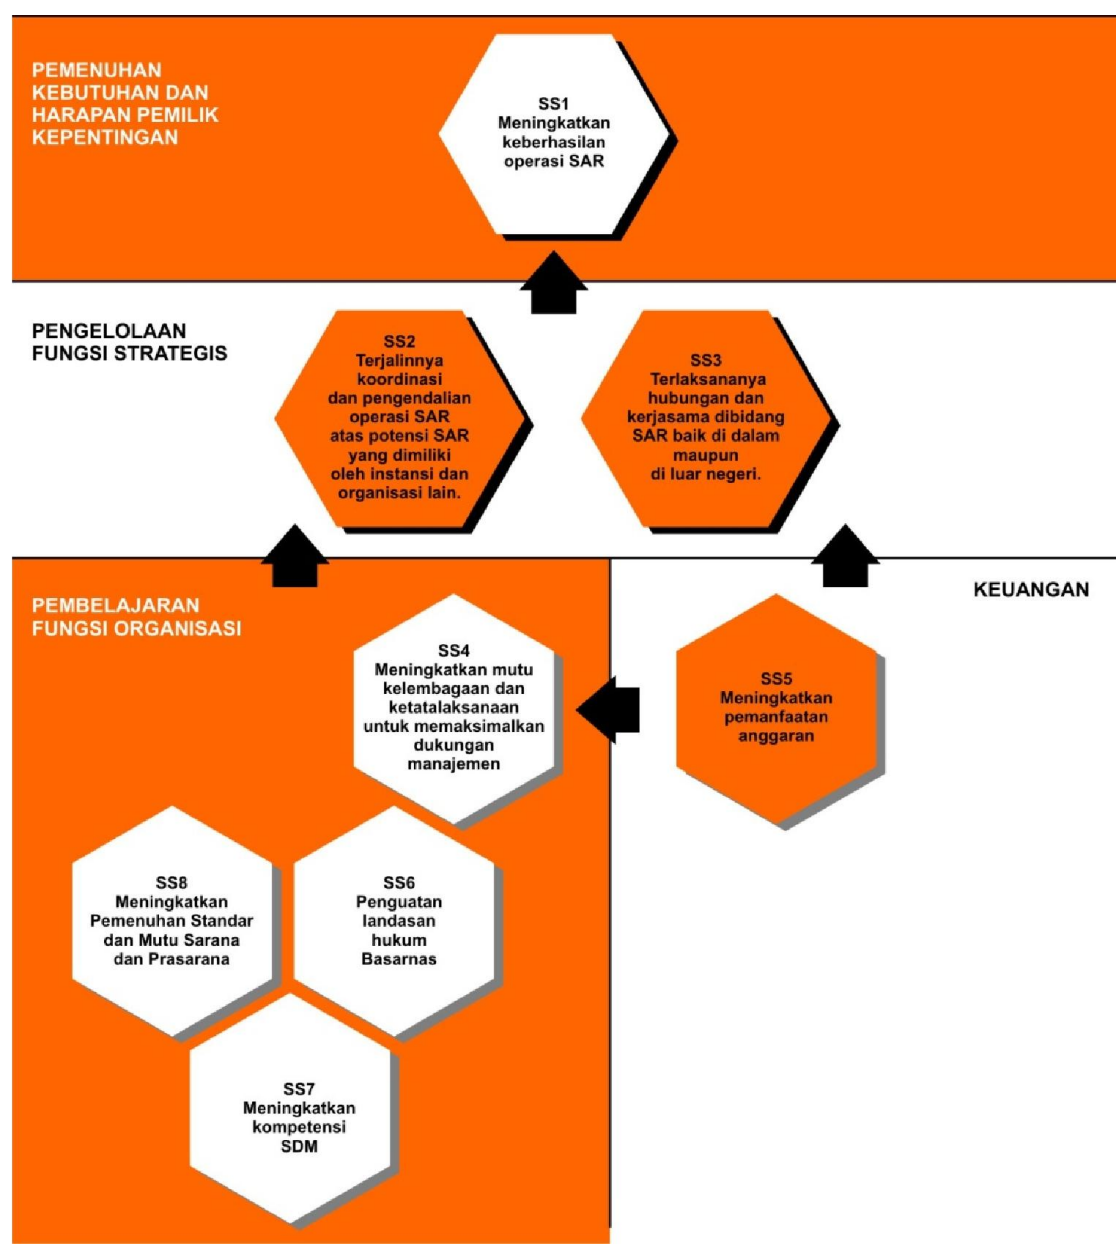 PEMENUHAN
KEBUTUHAN DAN
HARAPAN PEMILIK
KEPENTINGAN
SS1
Meningkatkan
keberhasilan
operasi SAR
PENGELOLAAN
FUNGSI STRATEGIS
SS2
Terjalinnya
koordinasi
dan pengendalian
operasi SAR
atas potensi SAR
yang dimiliki
oleh instansi dan
organisasi lain.
SS3
Terlaksananya
hubungan dan
kerjasama dibidang
SAR baik di dalam
maupun
di luar negeri.
PEMBELAJARAN
FUNGSI ORGANISASI
KEUANGAN
SS4
Meningkatkan mutu
kelembagaan dan
ketatalaksanaan
untuk memaksimalkan
dukungan
manajemen
SS5
Meningkatkan
pemanfaatan
anggaran
SS8
Meningkatkan
Pemenuhan Standar
dan Mutu Sarana
dan Prasarana
SS6
Penguatan
landasan
hukum
Basarnas
SS7
Meningkatkan
kompetensi
SDM